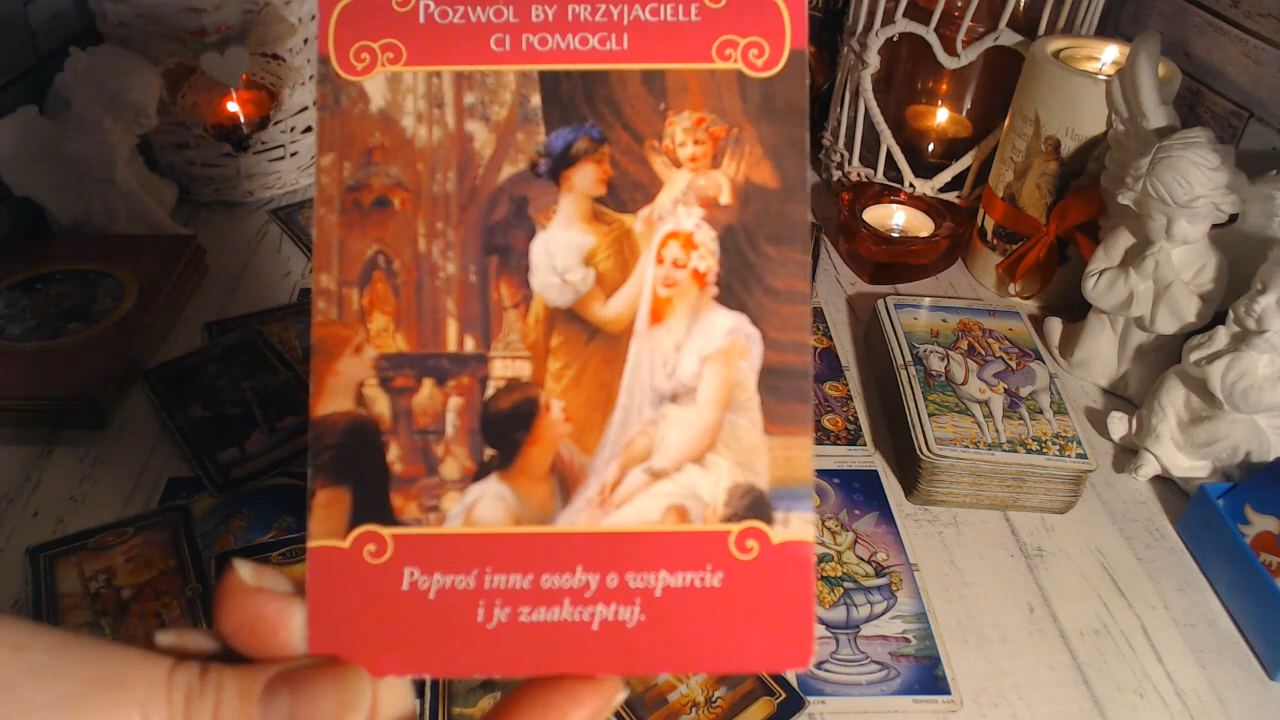 Pozwól by przyjaciele
ci pomogli
Poproś inne osoby o wsparcie
i je zaakceptuj.